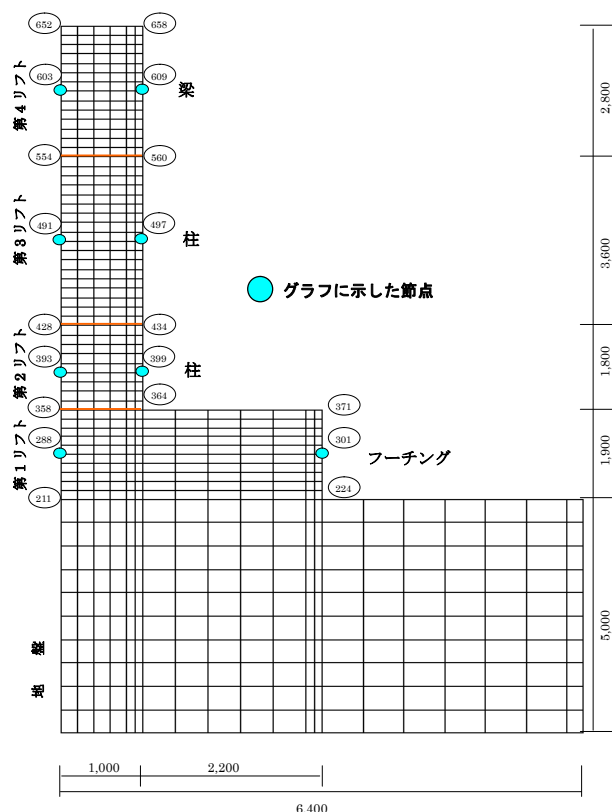 652
658
603
609
梁
第4リフト
2,800
554
560
491
497
柱
第3リフト
3,600
グラフに示した節点
428
434
393
399
柱
第2リフト
1,800
364
358
371
288
301
フーチング
第1リフト
1,900
211
224
地 盤
5,000
1,000
2,200
6,400